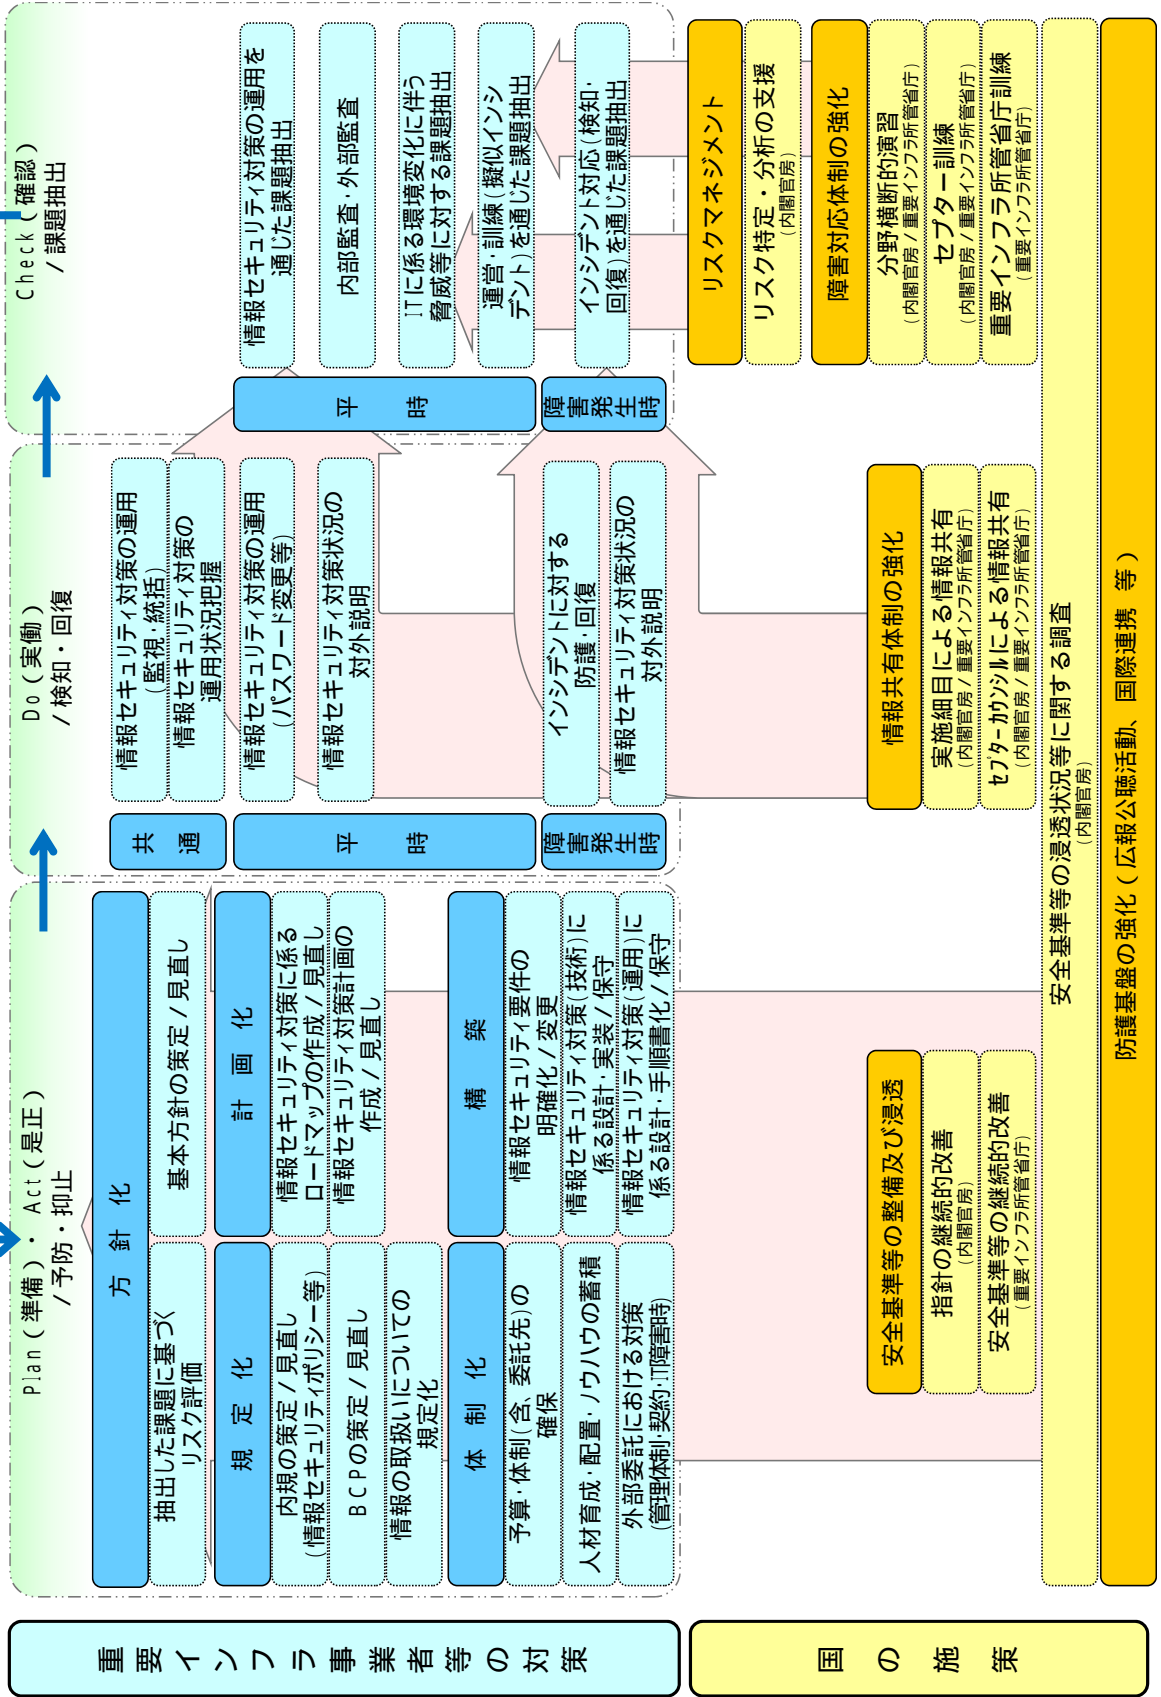 重要インフラ事業者等の対策
Plan(準備)・ Act(是正)
/予防・抑止
方針化
抽出した課題に基づく
リスク評価
基本方針の策定/見直し
規定化
内規の策定/見直し
(情報セキュリティポリシー等)
BCPの策定/見直し
情報の取扱いについての
規定化
計画化
情報セキュリティ対策に係る
ロードマップの作成/見直し
情報セキュリティ対策計画の
作成/見直し
体制化
予算・体制(含、委託先)の
確保
人材育成・配置・ノウハウの蓄積
外部委託における対策
(管理体制・契約・IT障害時)
構築
情報セキュリティ要件の
明確化/変更
情報セキュリティ対策(技術)に
係る設計・実装/保守
情報セキュリティ対策(運用)に
係る設計・手順書化/保守
Do(実働)
/検知・回復
共通
情報セキュリティ対策の運用
(監視・統括)
情報セキュリティ対策の
運用状況把握
平時
情報セキュリティ対策の運用
(パスワード変更等)
情報セキュリティ対策状況の
対外説明
障害発生時
インシデントに対する
防護・回復
情報セキュリティ対策状況の
対外説明
Check(確認)
/課題抽出
平時
情報セキュリティ対策の運用を
通じた課題抽出
内部監査・外部監査
ITに係る環境変化に伴う
脅威等に対する課題抽出
運営・訓練(擬似インシ
デント)を通じた課題抽出
障害発生時
インシデント対応(検知・
回復)を通じた課題抽出
国の施策
安全基準等の整備及び浸透
指針の継続的改善
(内閣官房)
安全基準等の継続的改善
(重要インフラ所管省庁)
情報共有体制の強化
実施細目による情報共有
(内閣官房/重要インフラ所管省庁)
セプターカウンシルによる情報共有
(内閣官房/重要インフラ所管省庁)
リスクマネジメント
リスク特定・分析の支援
(内閣官房)
障害対応体制の強化
分野横断的演習
(内閣官房/重要インフラ所管省庁)
セプター訓練
(内閣官房/重要インフラ所管省庁)
重要インフラ所管省庁訓練
(重要インフラ所管省庁)
安全基準等の浸透状況等に関する調査
(内閣官房)
防護基盤の強化(広報公聴活動、国際連携 等)